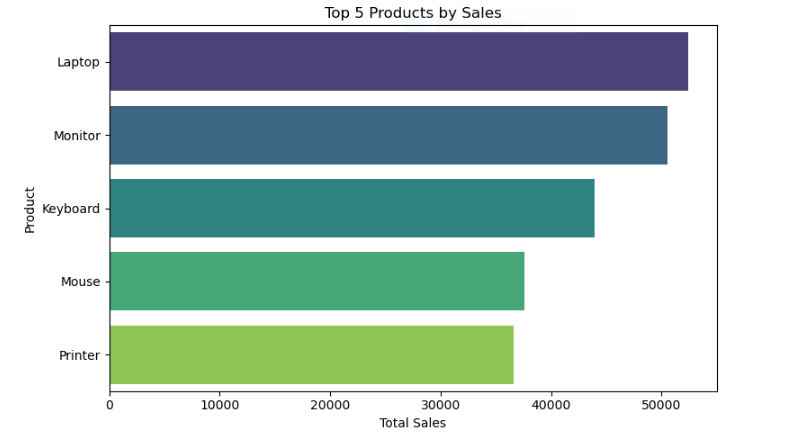 Top 5 Products by Sales
Laptop
Monitor
Keyboard
Mouse
Printer
Product
0 10000 20000 30000 40000 50000
Total Sales